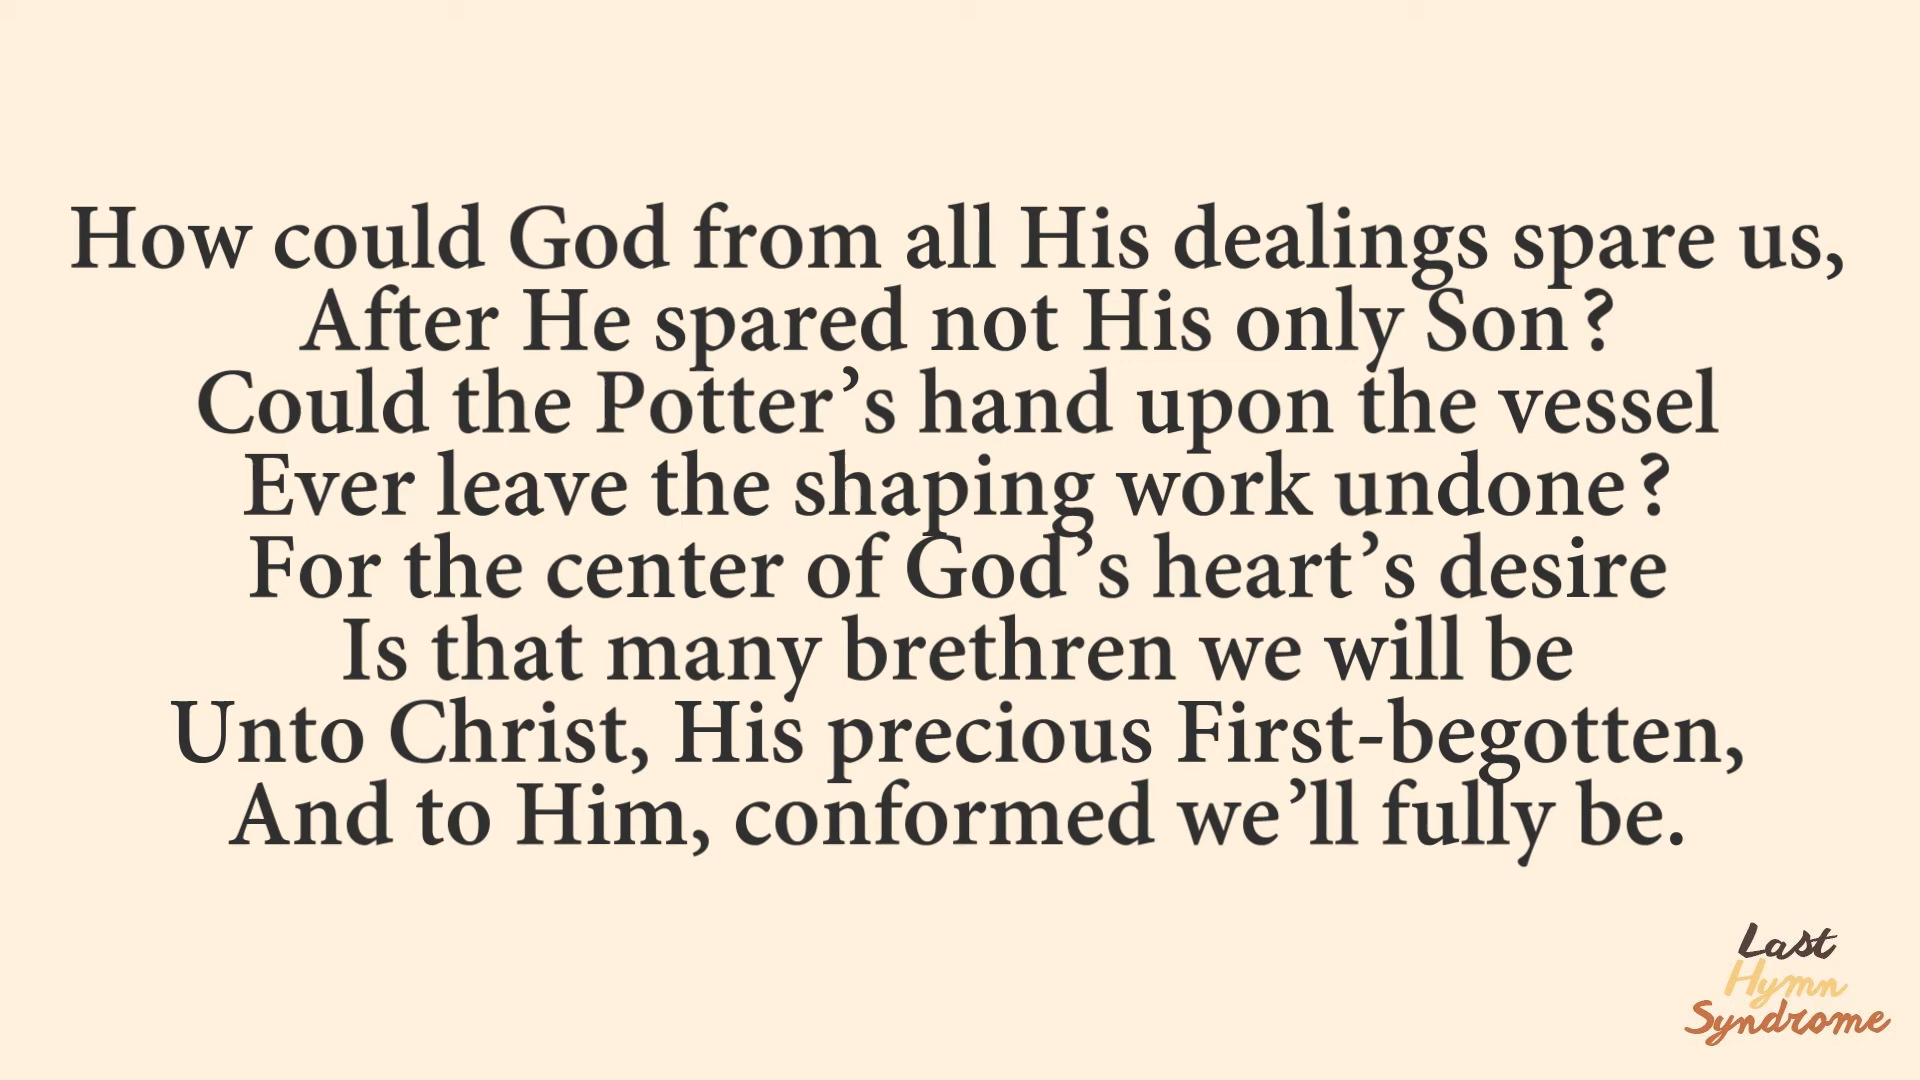 How could God from all His dealings spare us,
After He spared not His only Son?
Could the Potter’s hand upon the vessel
Ever leave the shaping work undone?
For the center of God’s heart’s desire
Is that many brethren we will be
Unto Christ, His precious First-begotten,
And to Him, conformed we’ll fully be.
Last
Hymn
Syndrome